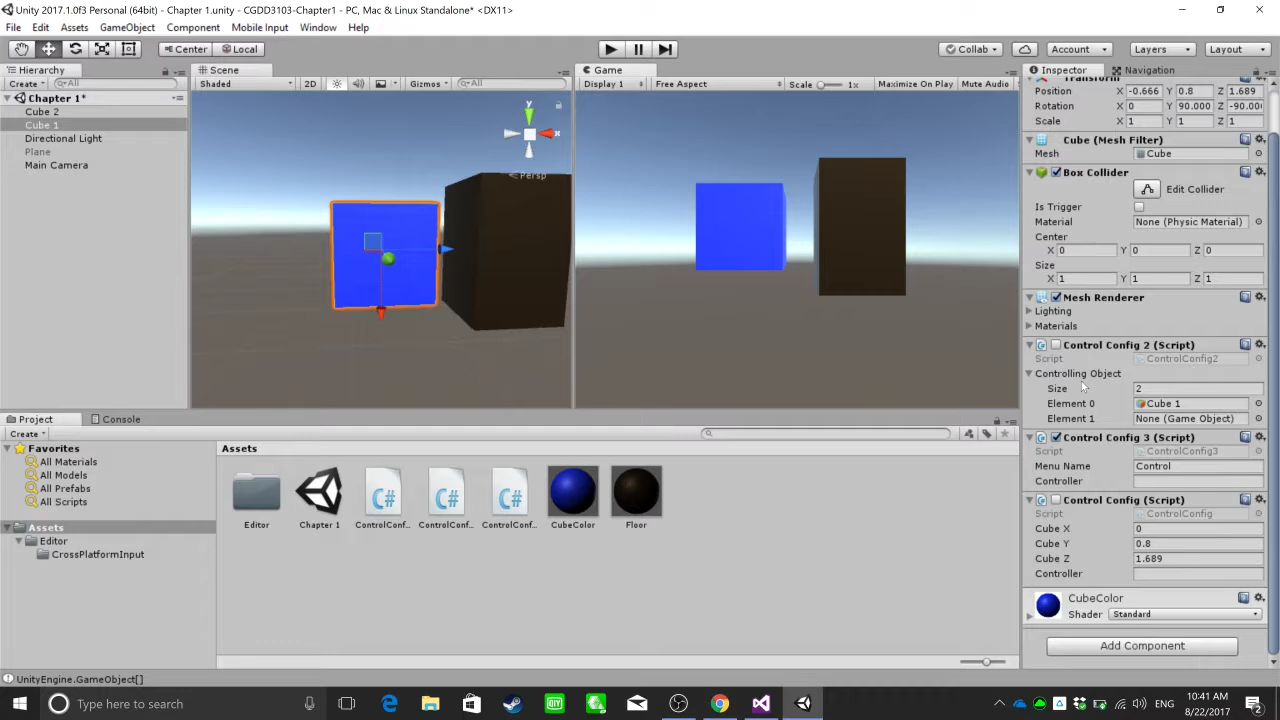 Unity 2017.1.0f3 Personal (64bit) - Chapter 1.unity - CGDD3103-Chapter1 - PC, Mac & Linux Standalone* <DX11>
File Edit Assets GameObject Component Mobile Input Window Help
Center Local Collab Account Layers Layout
Hierarchy
Create All
Chapter 1*
Cube 2
Cube 1
Directional Light
Plane
Main Camera
Scene
Shaded 2D Gizmos All
y
x
Persp
Game
Display 1 Free Aspect Scale 1x Maximize On Play Mute Audio
Inspector Navigation
Transform
Position X -0.666 Y 0.8 Z 1.689
Rotation X 0 Y 90.000 Z -90.00
Scale X 1 Y 1 Z 1
Cube (Mesh Filter)
Mesh Cube
Box Collider
Edit Collider
Is Trigger
Material None (Physic Material)
Center
X 0 Y 0 Z 0
Size
X 1 Y 1 Z 1
Mesh Renderer
Lighting
Materials
Control Config 2 (Script)
Script ControlConfig2
Controlling Object
Size 2
Element 0 Cube 1
Element 1 None (Game Object)
Control Config 3 (Script)
Script ControlConfig3
Menu Name Control
Controller
Control Config (Script)
Script ControlConfig
Cube X 0
Cube Y 0.8
Cube Z 1.689
Controller
CubeColor
Shader Standard
Add Component
Project Console
Create
Favorites
All Materials
All Models
All Prefabs
All Scripts
Assets
Editor
CrossPlatformInput
Assets
Editor Chapter 1 ControlConf... ControlConf... ControlConf... CubeColor Floor
UnityEngine.GameObject[]
Type here to search
ENG
10:41 AM
8/22/2017